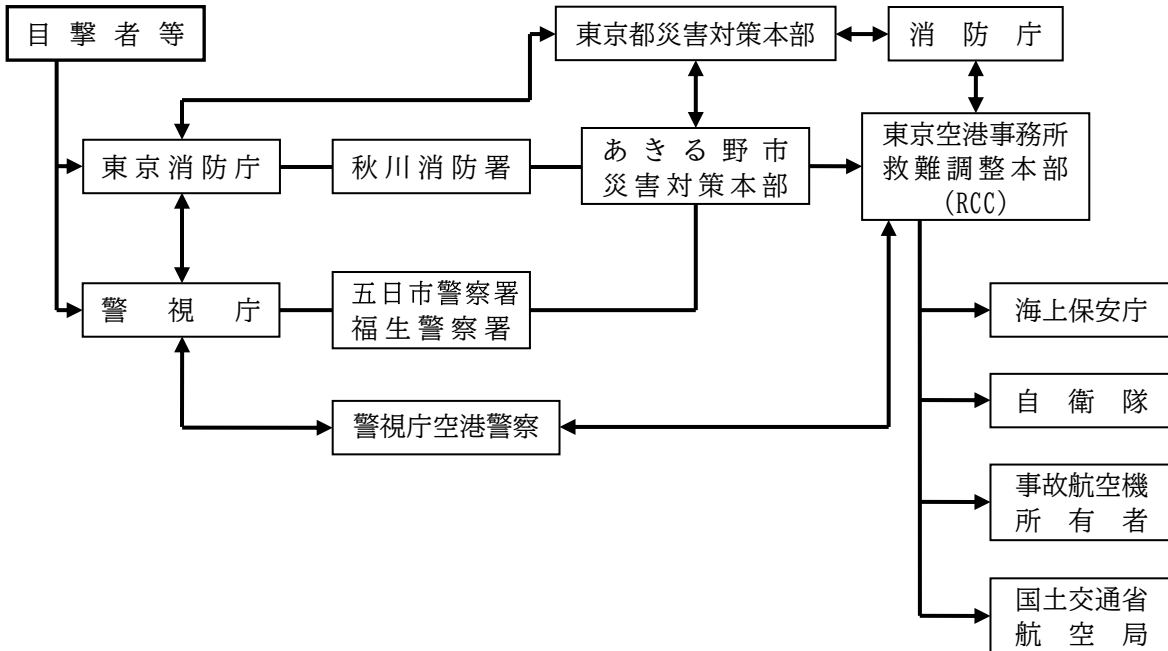 目撃者等
東京都災害対策本部
消防庁
東京消防庁
秋川消防署
あきる野市
災害対策本部
東京空港事務所
救難調整本部
(RCC)
警視庁
五日市警察署
福生警察署
海上保安庁
警視庁空港警察
自衛隊
事故航空機
所有者
国土交通省
航空局